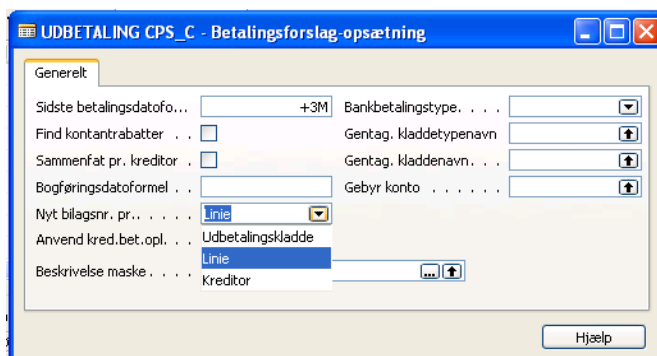 UDBETALING CPS_C - Betalingsforslag-opsætning
Generelt
Sidste betalingsdatofo... +3M Bankbetalingstype. . . .
Find kontantrabatter . . Gentag. kladdetypenavn
Sammenfat pr. kreditor . Gentag. kladdenavn. . .
Bogføringsdatoformel . . Gebyr konto . . . . . .
Nyt bilagsnr. pr.. . . . . Linie
Anvend kred.bet.opl. . . Udbetalingskladde
Linie
Beskrivelse maske . . . . Kreditor
...
Hjælp